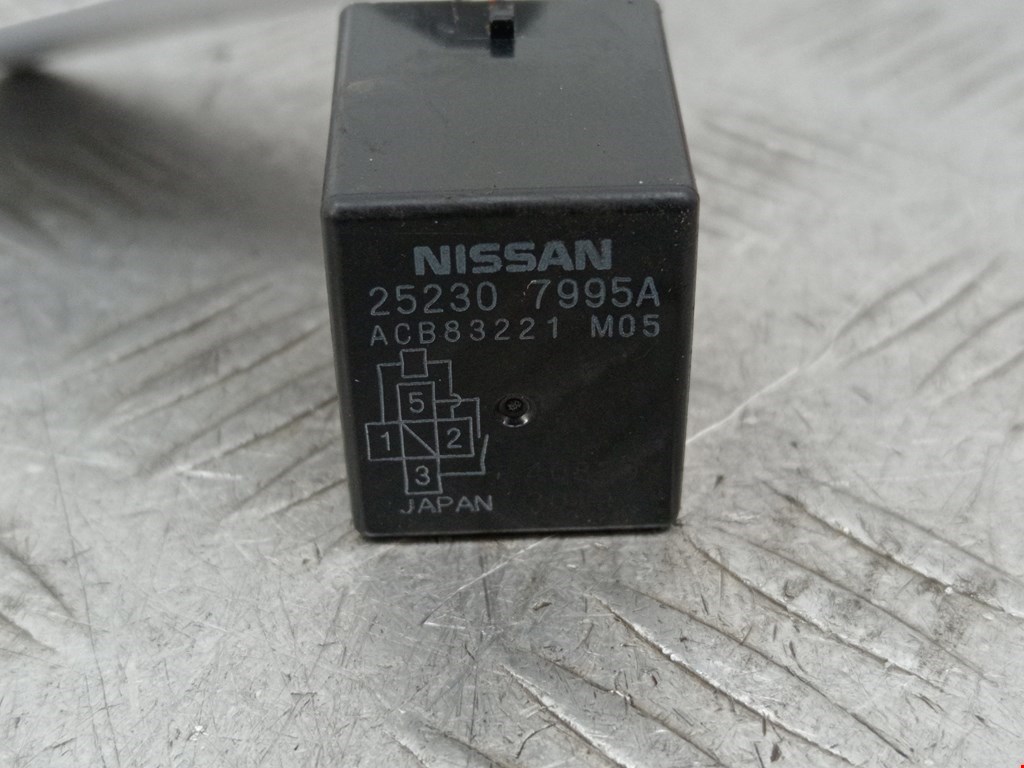 NISSAN
25230 7995A
ACB83221 M05
5
1 2
3
JAPAN